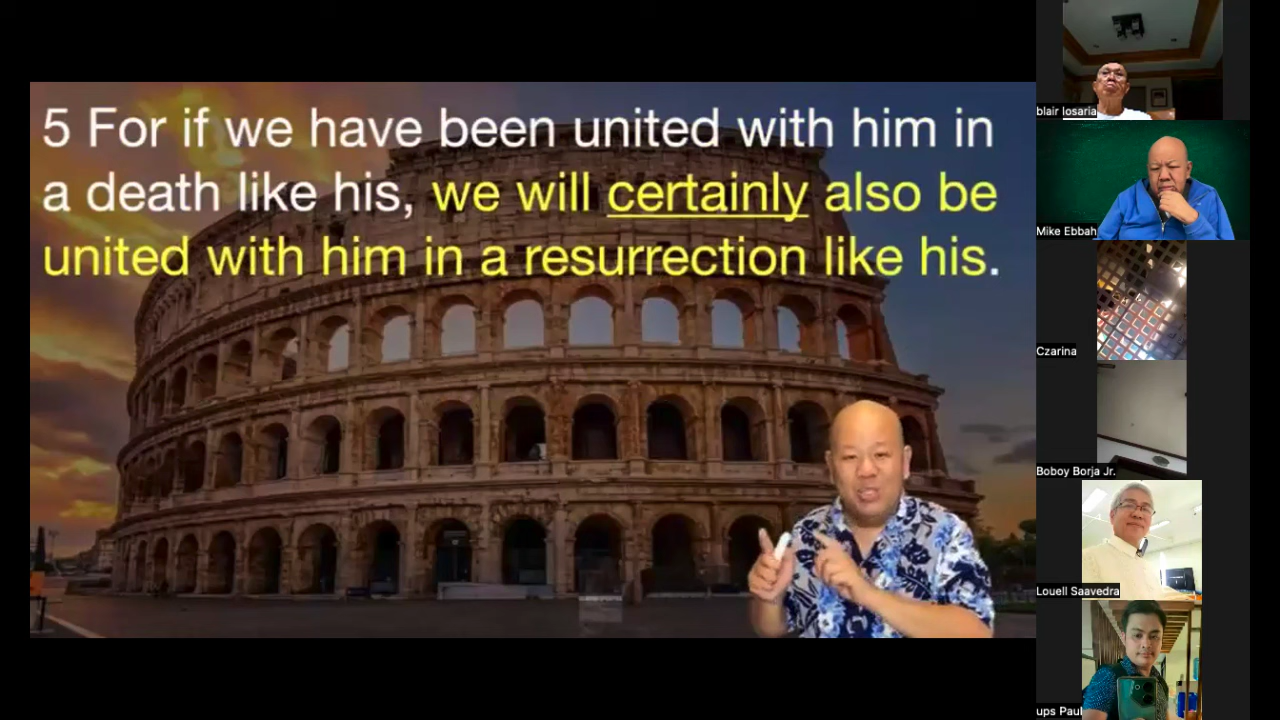 5 For if we have been united with him in
a death like his, we will certainly also be
united with him in a resurrection like his.
blair losaria
Mike Ebbah
Czarina
Boboy Borja Jr.
Louell Saavedra
ups Paul